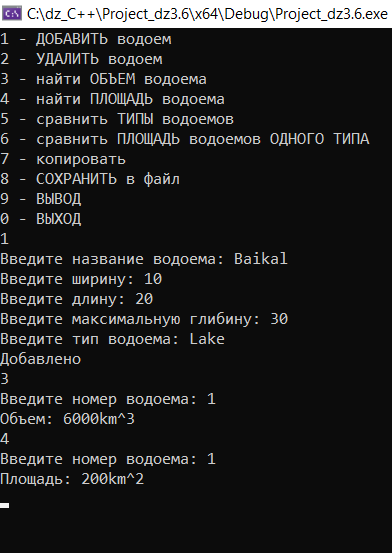 C:\dz_C++\Project_dz3.6\x64\Debug\Project_dz3.6.exe
1 - ДОБАВИТЬ водоем
2 - УДАЛИТЬ водоем
3 - найти ОБЪЕМ водоема
4 - найти ПЛОЩАДЬ водоема
5 - сравнить ТИПЫ водоемов
6 - сравнить ПЛОЩАДЬ водоемов ОДНОГО ТИПА
7 - копировать
8 - СОХРАНИТЬ в файл
9 - ВЫВОД
0 - ВЫХОД
1
Введите название водоема: Baikal
Введите ширину: 10
Введите длину: 20
Введите максимальную глибину: 30
Введите тип водоема: Lake
Добавлено
3
Введите номер водоема: 1
Объем: 6000km^3
4
Введите номер водоема: 1
Площадь: 200km^2